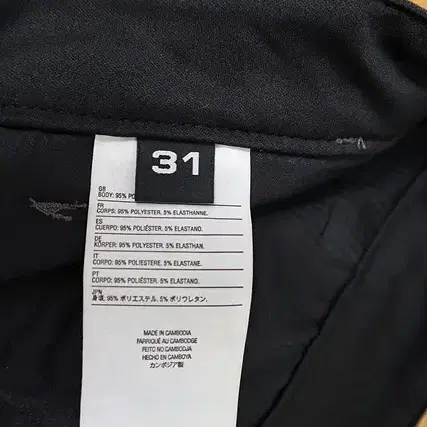 31
GB
BODY: 95% PO
FR
CORPS: 95% POLYESTER. 5% ELASTHANNE.
ES
CUERPO: 95% POLIÉSTER. 5% ELASTANO.
DE
KÖRPER: 95% POLYESTER. 5% ELASTHAN.
IT
CORPO: 95% POLIESTERE. 5% ELASTANO.
PT
CORPO: 95% POLIÉSTER. 5% ELASTANO.
JPN
身頃: 95% ポリエステル. 5% ポリウレタン.
MADE IN CAMBODIA
FABRIQUÉ AU CAMBODGE
FEITO NO CAMBODJA
HECHO EN CAMBOYA
カンボジア製